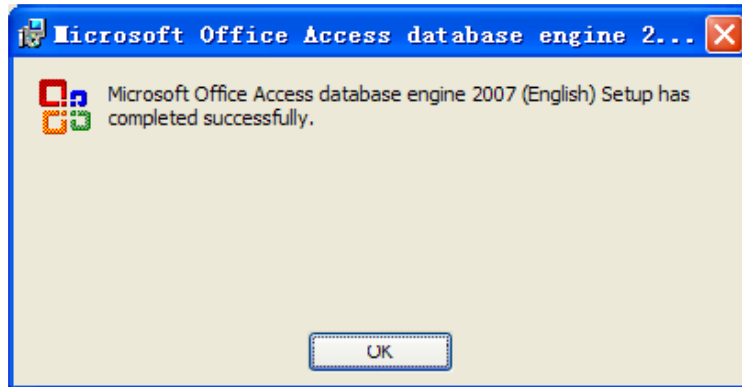 Microsoft Office Access database engine 2...
Microsoft Office Access database engine 2007 (English) Setup has
completed successfully.
OK